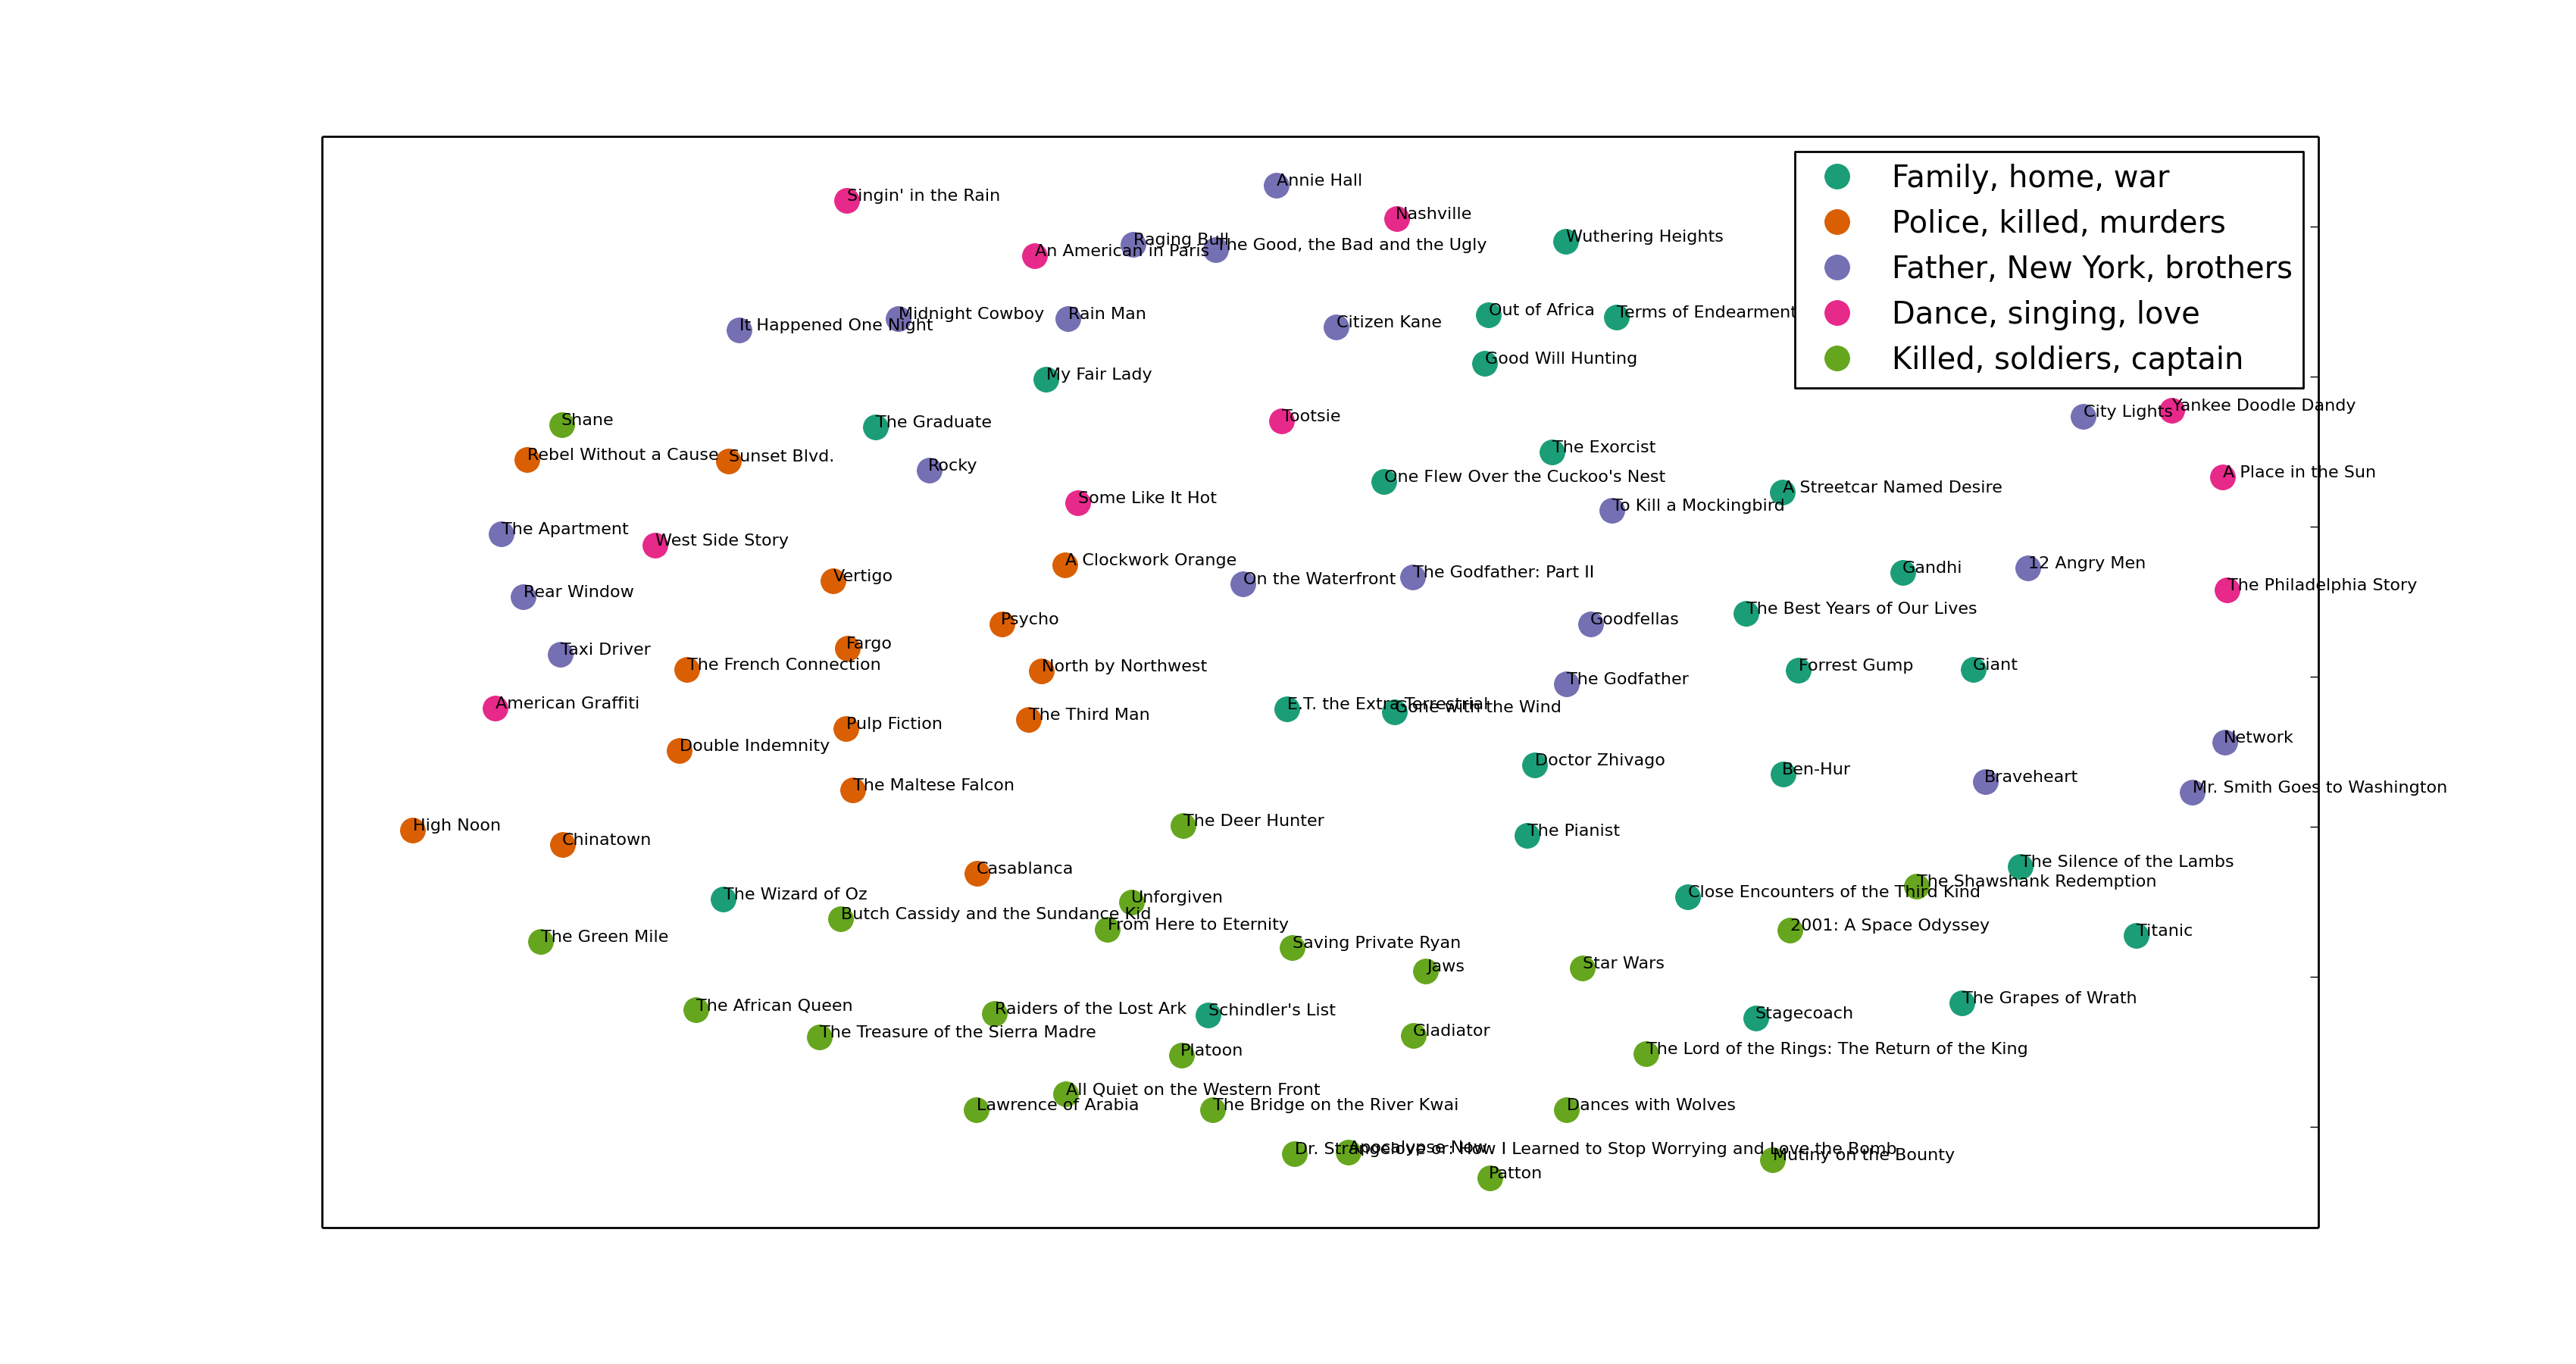 Family, home, war
Police, killed, murders
Father, New York, brothers
Dance, singing, love
Killed, soldiers, captain
Annie Hall
Singin' in the Rain
Nashville
Wuthering Heights
Raging Bull
The Good, the Bad and the Ugly
An American in Paris
Out of Africa
Terms of Endearment
Midnight Cowboy
Rain Man
Citizen Kane
It Happened One Night
Good Will Hunting
My Fair Lady
City Lights
Yankee Doodle Dandy
Tootsie
Shane
The Graduate
The Exorcist
Rebel Without a Cause
Sunset Blvd.
Rocky
A Place in the Sun
One Flew Over the Cuckoo's Nest
A Streetcar Named Desire
Some Like It Hot
To Kill a Mockingbird
The Apartment
West Side Story
A Clockwork Orange
12 Angry Men
Gandhi
The Godfather: Part II
Vertigo
On the Waterfront
The Philadelphia Story
Rear Window
The Best Years of Our Lives
Psycho
Goodfellas
Fargo
Taxi Driver
The French Connection
North by Northwest
Forrest Gump
Giant
The Godfather
American Graffiti
E.T. the Extra-Terrestrial
Gone with the Wind
The Third Man
Pulp Fiction
Network
Double Indemnity
Doctor Zhivago
Ben-Hur
Braveheart
The Maltese Falcon
Mr. Smith Goes to Washington
The Deer Hunter
High Noon
The Pianist
Chinatown
The Silence of the Lambs
Casablanca
The Shawshank Redemption
Close Encounters of the Third Kind
The Wizard of Oz
Unforgiven
Butch Cassidy and the Sundance Kid
From Here to Eternity
2001: A Space Odyssey
Titanic
The Green Mile
Saving Private Ryan
Star Wars
Jaws
The Grapes of Wrath
The African Queen
Raiders of the Lost Ark
Schindler's List
Stagecoach
The Treasure of the Sierra Madre
Gladiator
The Lord of the Rings: The Return of the King
Platoon
All Quiet on the Western Front
Lawrence of Arabia
The Bridge on the River Kwai
Dances with Wolves
Dr. Strangelove or: How I Learned to Stop Worrying and Love the Bomb
Apocalypse Now
Mutiny on the Bounty
Patton